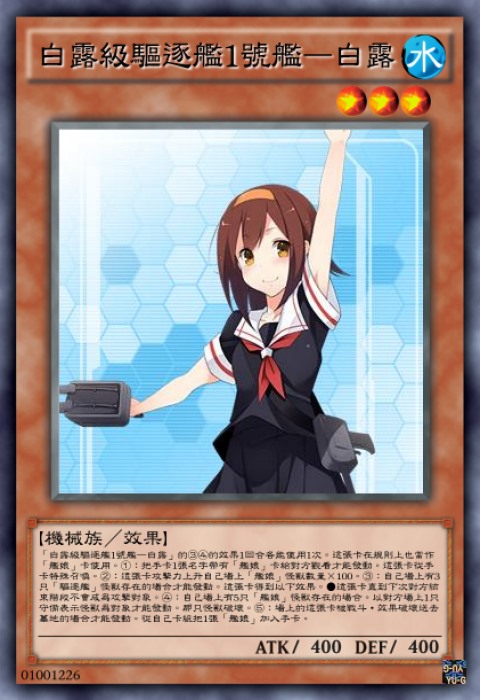 白露級驅逐艦1號艦—白露
水
【機械族／效果】
「白露級驅逐艦1號艦—白露」的③④的效果1回合各能使用1次。這張卡在規則上也當作
「艦娘」卡使用。①：把手卡1張名字帶有「艦娘」卡給對方觀看才能發動。這張卡從手
卡特殊召喚。②：這張卡攻擊力上升自己場上「艦娘」怪獸數量×100。③：自己場上有3
只「驅逐艦」怪獸存在的場合才能發動。這張卡得到以下效果。●這張卡直到下次對方結
束階段不會成為攻擊對象。④：自己場上有5只「艦娘」怪獸存在的場合。以對方場上1只
守備表示怪獸為對象才能發動。那只怪獸破壞。⑤：場上的這張卡被戰斗·效果破壞送去
墓地的場合才能發動。從自己卡組把1張「艦娘」加入手卡。
ATK/ 400 DEF/ 400
01001226